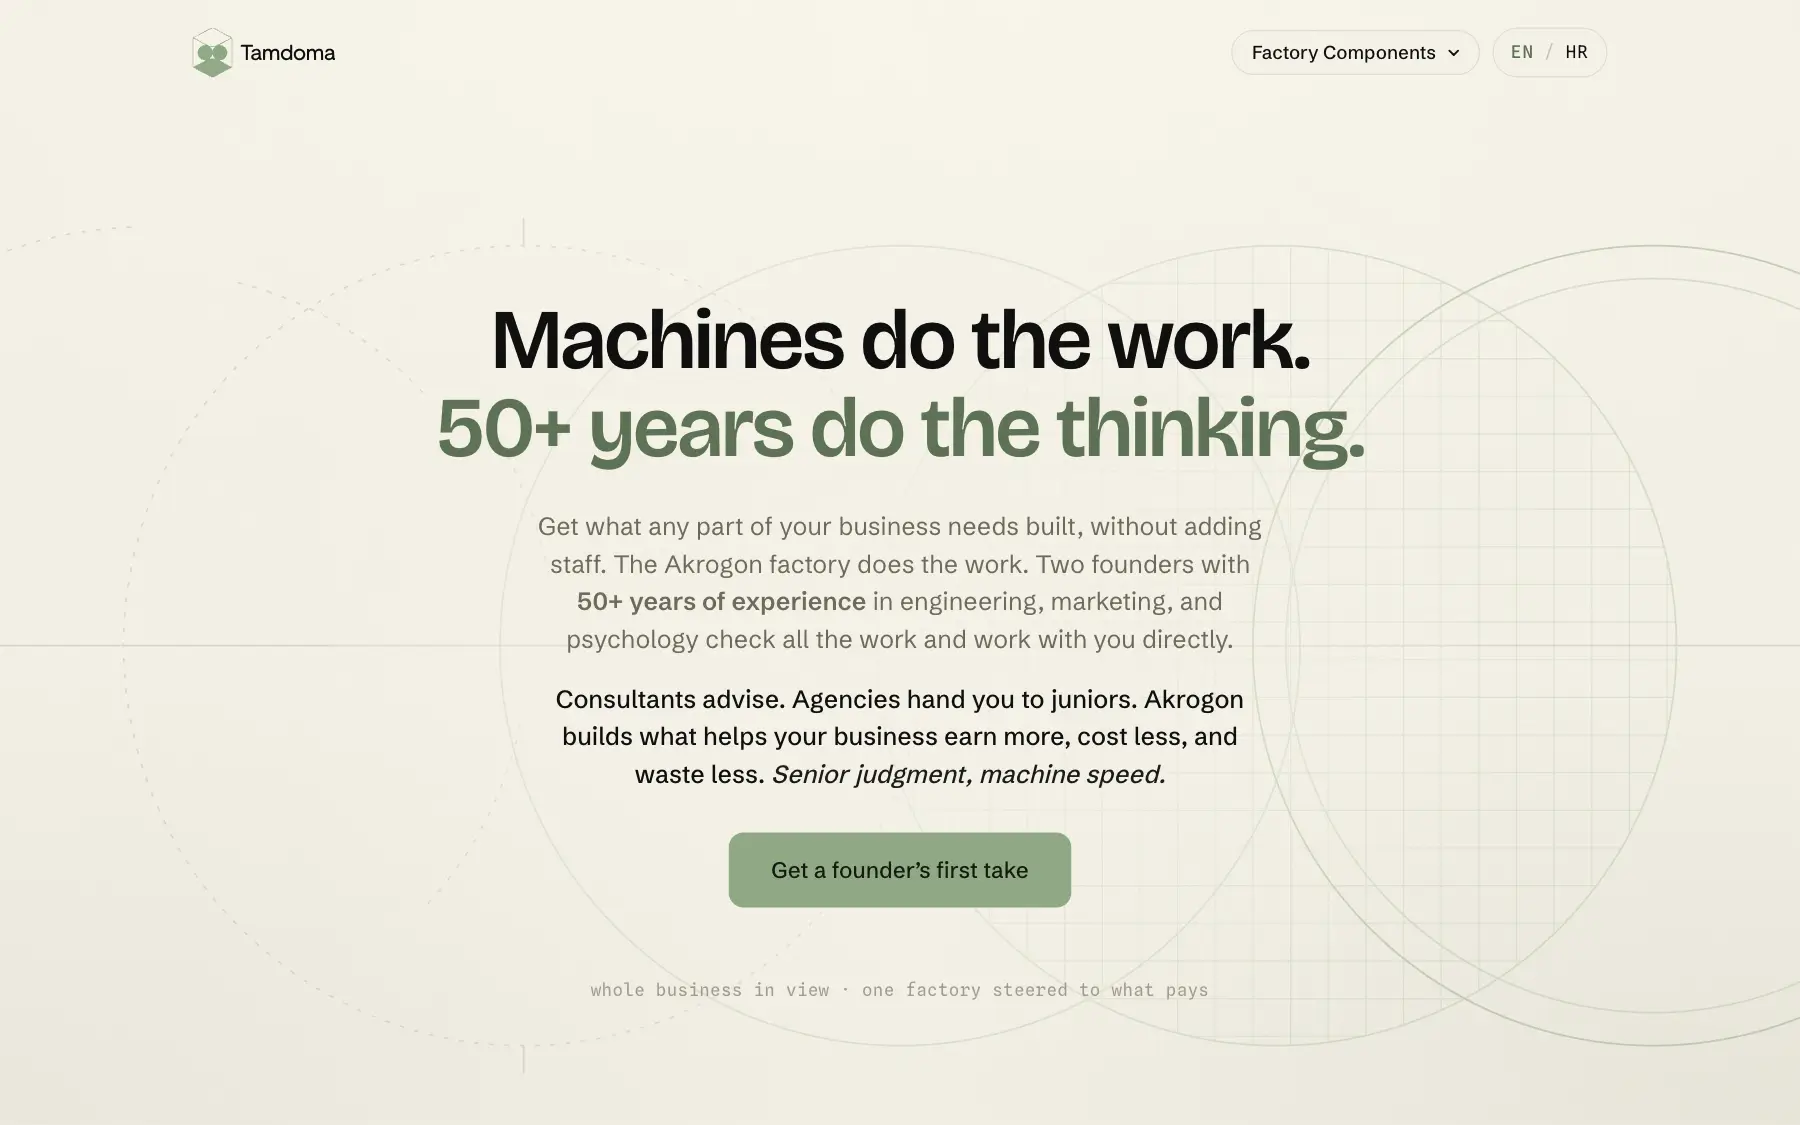 Tamdoma
Factory Components
EN / HR
Machines do the work.
50+ years do the thinking.
Get what any part of your business needs built, without adding
staff. The Akrogon factory does the work. Two founders with
50+ years of experience in engineering, marketing, and
psychology check all the work and work with you directly.
Consultants advise. Agencies hand you to juniors. Akrogon
builds what helps your business earn more, cost less, and
waste less. Senior judgment, machine speed.
Get a founder’s first take
whole business in view · one factory steered to what pays